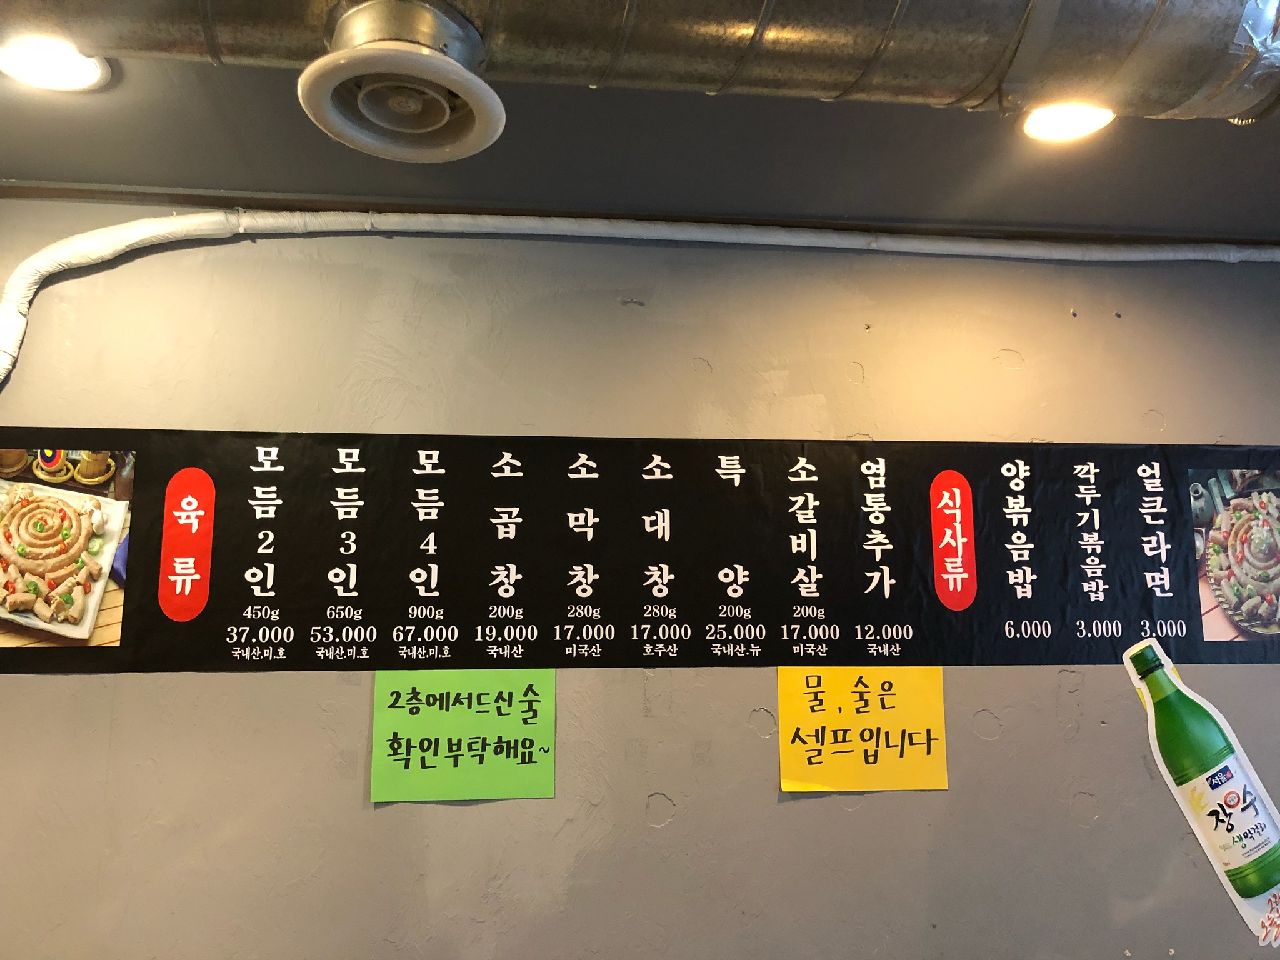 육류
모듬2인
450g
37.000
국내산.미.호
모듬3인
650g
53.000
국내산.미.호
모듬4인
900g
67.000
국내산.미.호
소곱창
200g
19.000
국내산
소막창
280g
17.000
미국산
소대창
280g
17.000
호주산
특양
200g
25.000
국내산.뉴
소갈비살
200g
17.000
미국산
염통추가
12.000
국내산
식사류
양볶음밥
6.000
깍두기볶음밥
3.000
얼큰라면
3.000
2층에서드신술
확인부탁해요~
물,술은
셀프입니다
서울
장수
생막걸리